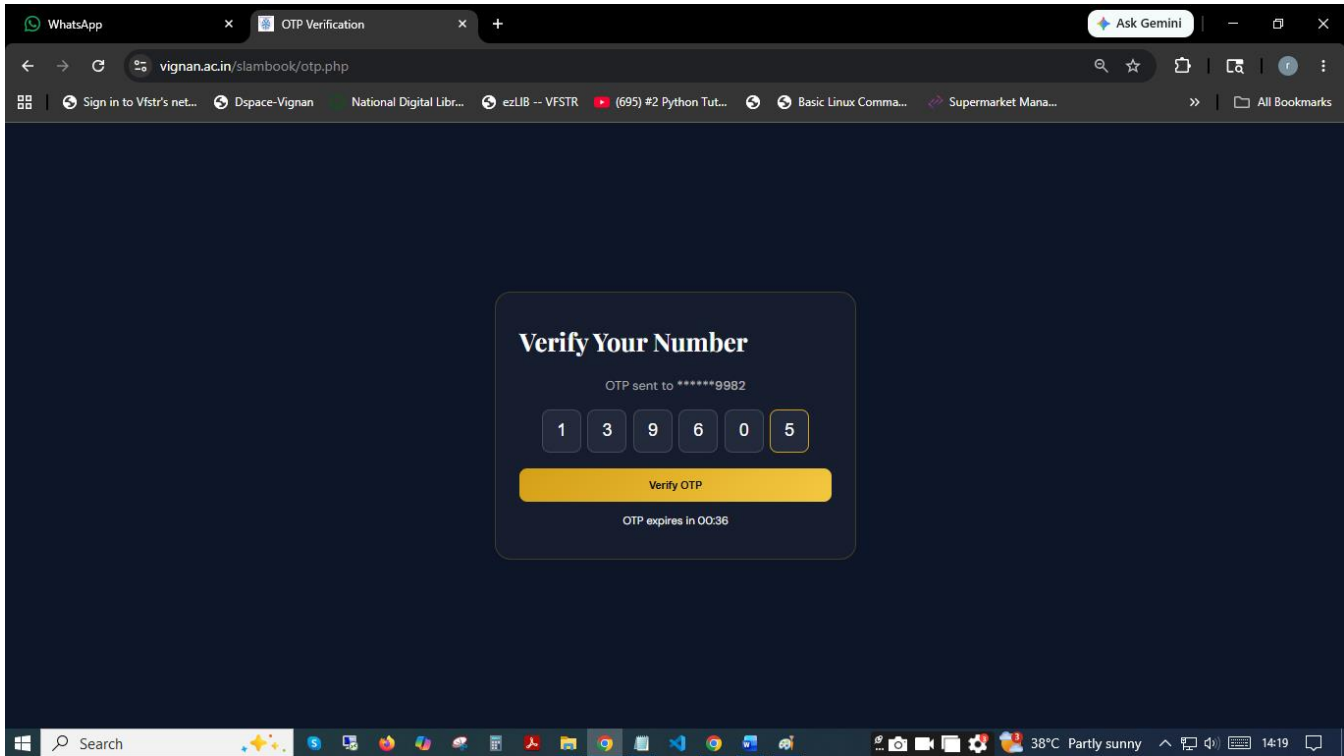 WhatsApp
OTP Verification
Ask Gemini
vignan.ac.in/slambook/otp.php
Sign in to Vfstr's net...
Dspace-Vignan
National Digital Libr...
ezLIB -- VFSTR
(695) #2 Python Tut...
Basic Linux Comma...
Supermarket Mana...
All Bookmarks
Verify Your Number
OTP sent to ******9982
1 3 9 6 0 5
Verify OTP
OTP expires in 00:36
Search
38°C Partly sunny
14:19